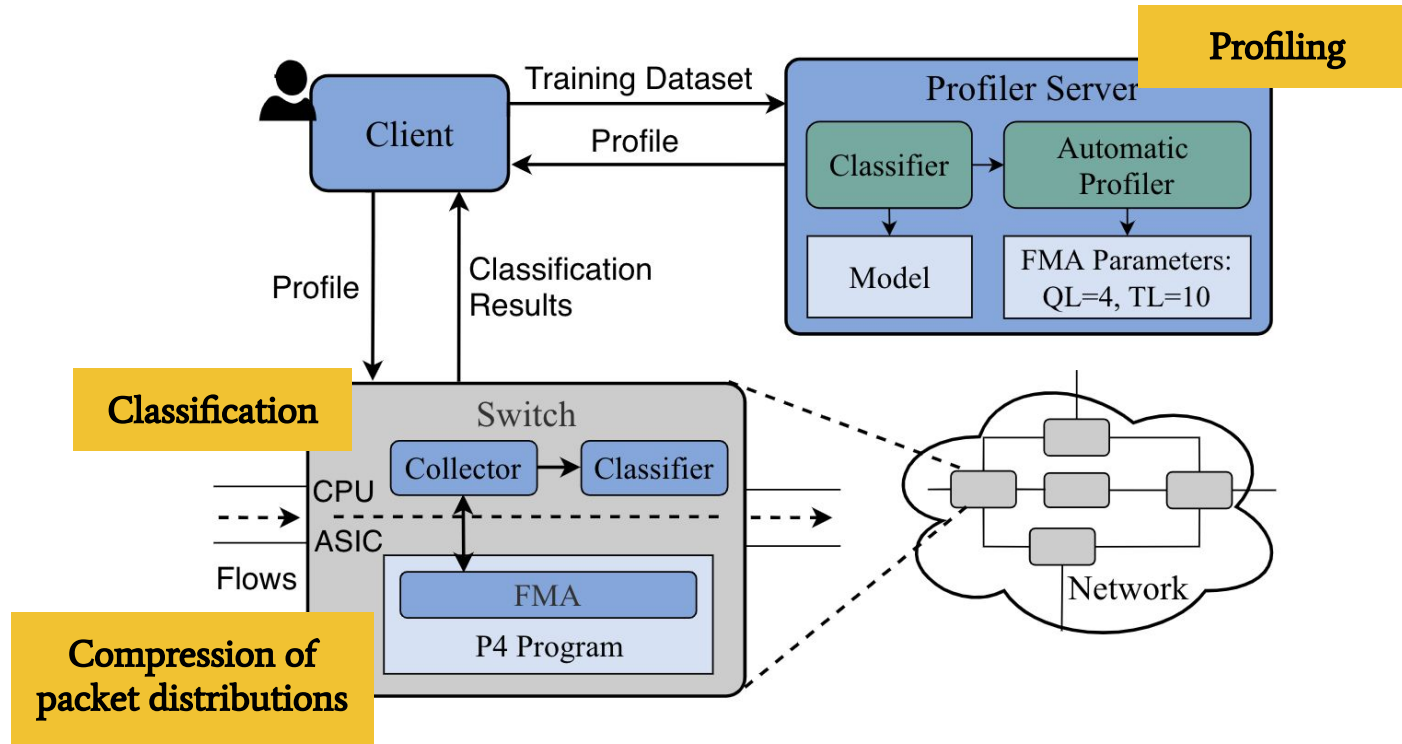 Profiling
Training Dataset
Profiler Server
Client
Profile
Classifier
Automatic
Profiler
Model
FMA Parameters:
QL=4, TL=10
Profile
Classification
Results
Classification
Switch
Collector
Classifier
CPU
ASIC
Flows
FMA
P4 Program
Network
Compression of
packet distributions